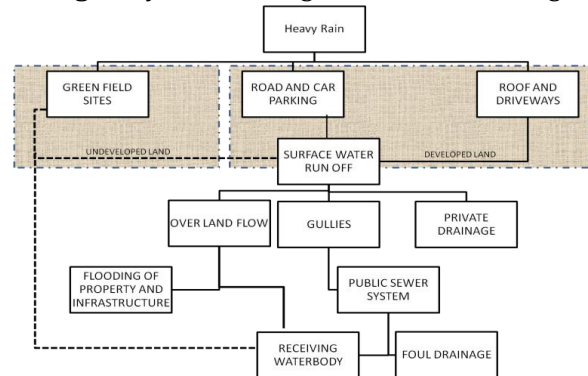 Heavy Rain
GREEN FIELD
SITES
ROAD AND CAR
PARKING
ROOF AND
DRIVEWAYS
UNDEVELOPED LAND
DEVELOPED LAND
SURFACE WATER
RUN OFF
OVER LAND FLOW
GULLIES
PRIVATE
DRAINAGE
FLOODING OF
PROPERTY AND
INFRASTRUCTURE
PUBLIC SEWER
SYSTEM
RECEIVING
WATERBODY
FOUL DRAINAGE